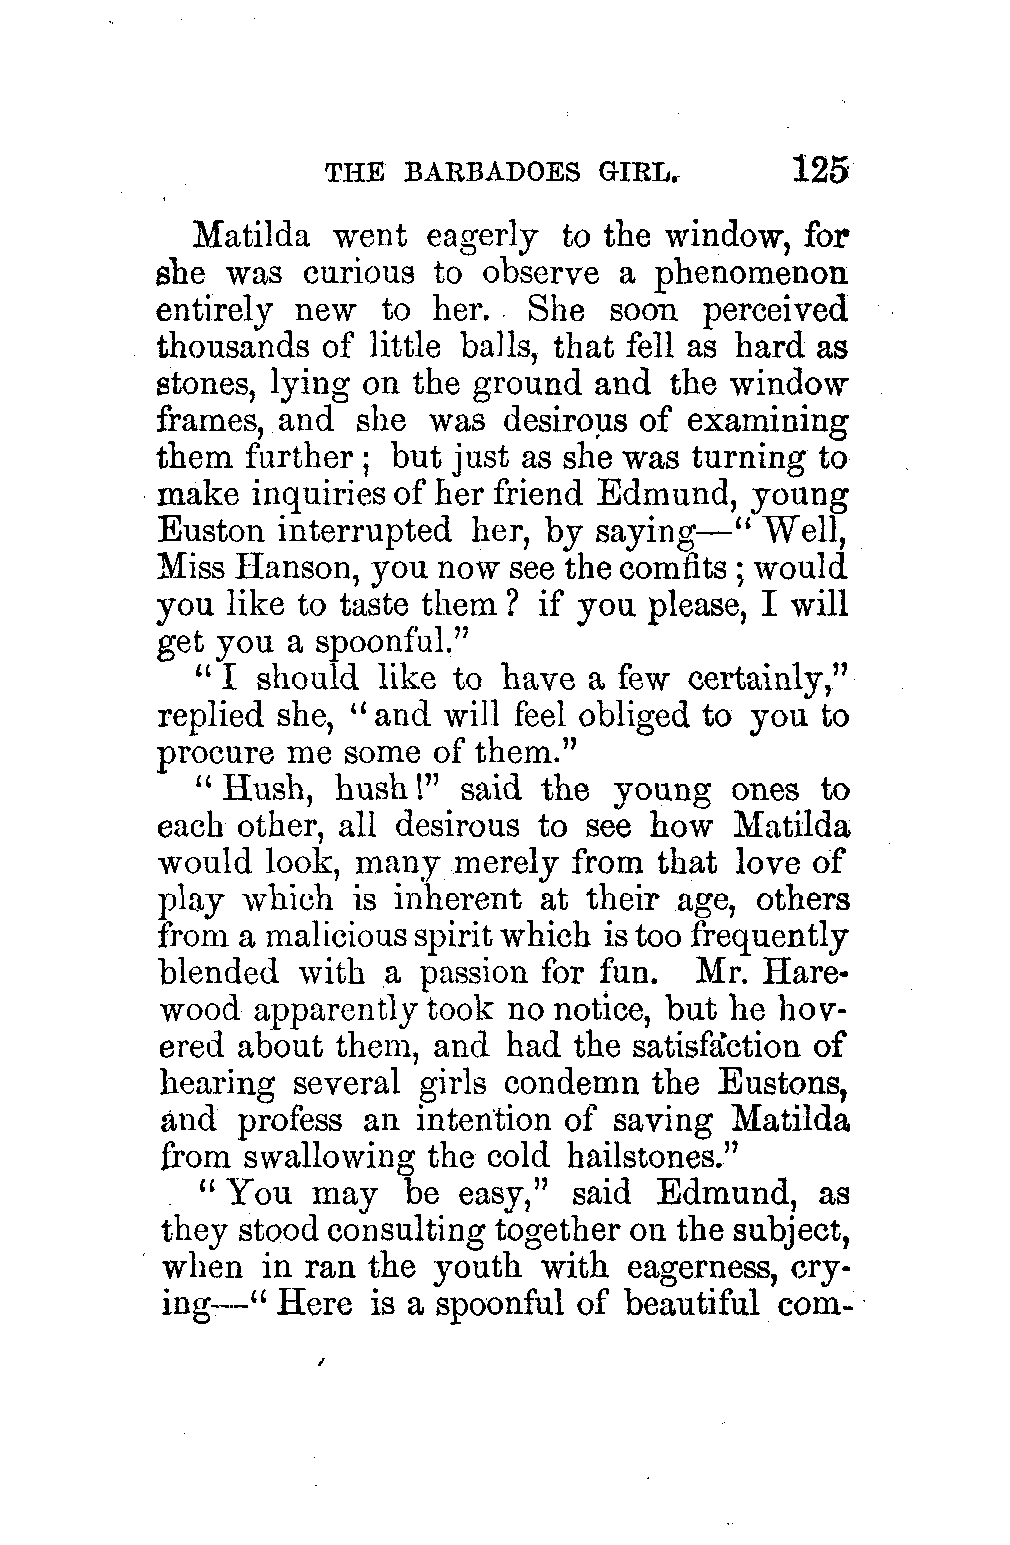 THE BARBADOES GIRL. 125
Matilda went eagerly to the window, for
she was curious to observe a phenomenon
entirely new to her. She soon perceived
thousands of little balls, that fell as hard as
stones, lying on the ground and the window
frames, and she was desirous of examining
them further; but just as she was turning to
make inquiries of her friend Edmund, young
Euston interrupted her, by saying—“Well,
Miss Hanson, you now see the comfits; would
you like to taste them? if you please, I will
get you a spoonful.”
“I should like to have a few certainly,”
replied she, “and will feel obliged to you to
procure me some of them.”
“Hush, hush!” said the young ones to
each other, all desirous to see how Matilda
would look, many merely from that love of
play which is inherent at their age, others
from a malicious spirit which is too frequently
blended with a passion for fun. Mr. Hare-
wood apparently took no notice, but he hov-
ered about them, and had the satisfaction of
hearing several girls condemn the Eustons,
and profess an intention of saving Matilda
from swallowing the cold hailstones.”
“You may be easy,” said Edmund, as
they stood consulting together on the subject,
when in ran the youth with eagerness, cry-
ing—“Here is a spoonful of beautiful com-